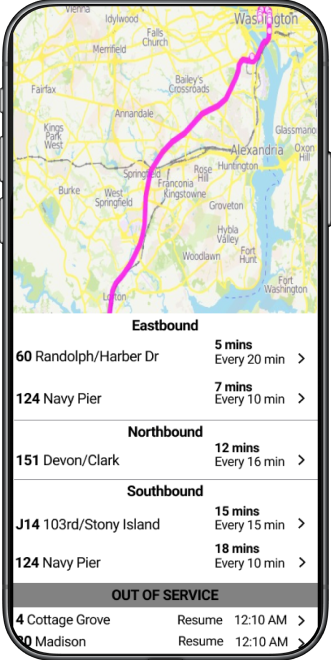 Vienna
Idylwood
Washington
Falls
Church
Merrifield
Bailey's
Crossroads
Fairfax
Annandale
Glassmano
Kings
Park
West
Alexandria
Oxon
Hill
Springfield
Rose
Hill
Huntington
Franconia
Kingstowne
Burke
West
Springfield
Groveton
Hybla
Valley
Fort
Hunt
Woodlawn
Fort
Washington
Lorton
Eastbound
5 mins
60 Randolph/Harber Dr
Every 20 min
7 mins
124 Navy Pier
Every 10 min
Northbound
12 mins
151 Devon/Clark
Every 16 min
Southbound
15 mins
J14 103rd/Stony Island
Every 15 min
18 mins
124 Navy Pier
Every 10 min
OUT OF SERVICE
4 Cottage Grove Resume 12:10 AM
Madison Resume 12:10 AM